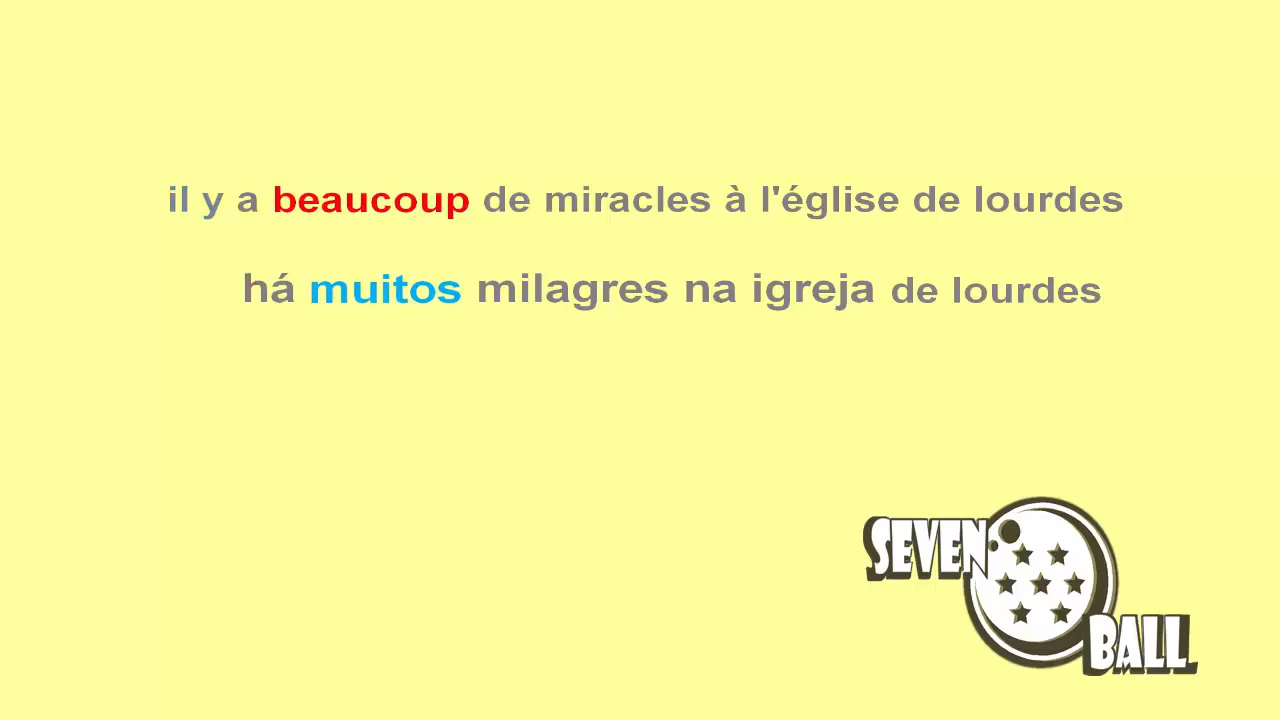 il y a beaucoup de miracles à l'église de lourdes
há muitos milagres na igreja de lourdes
SEVEN
BALL